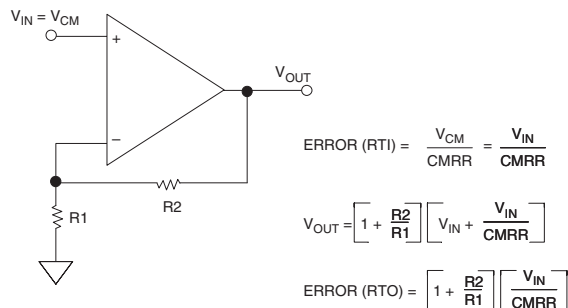 V_IN = V_CM
+
V_OUT
−
R2
R1
ERROR (RTI) = V_CM / CMRR = V_IN / CMRR
V_OUT = [1 + R2 / R1] [V_IN + V_IN / CMRR]
ERROR (RTO) = [1 + R2 / R1] [V_IN / CMRR]